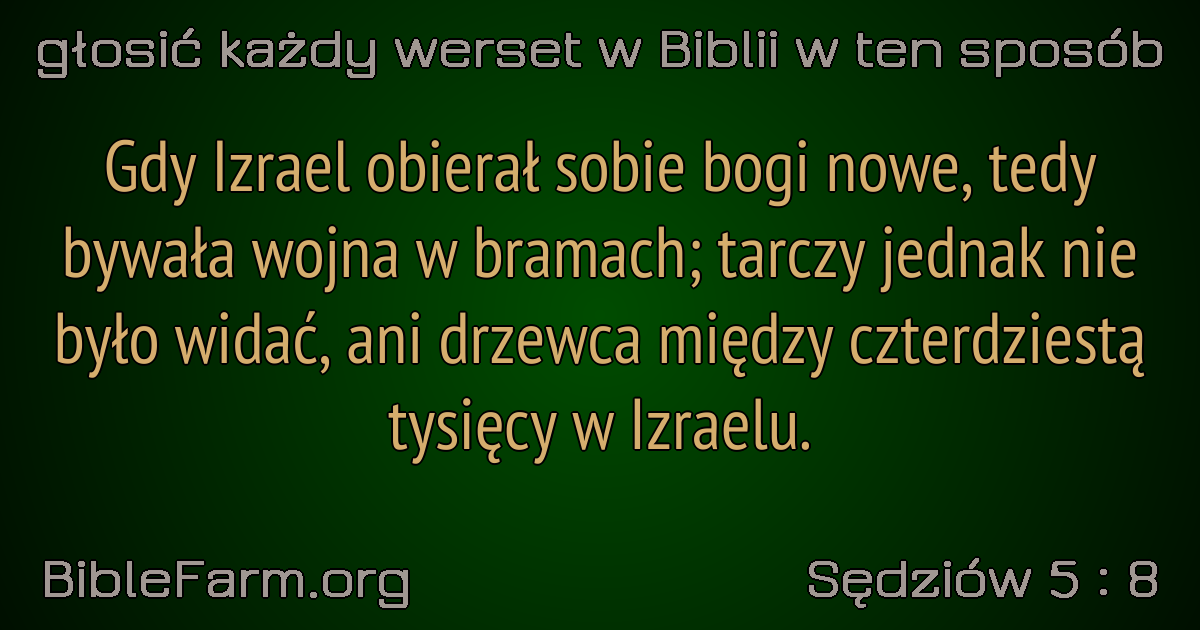 głosić każdy werset w Biblii w ten sposób
Gdy Izrael obierał sobie bogi nowe, tedy
bywała wojna w bramach; tarczy jednak nie
było widać, ani drzewca między czterdziestą
tysięcy w Izraelu.
BibleFarm.org
Sędziów 5 : 8